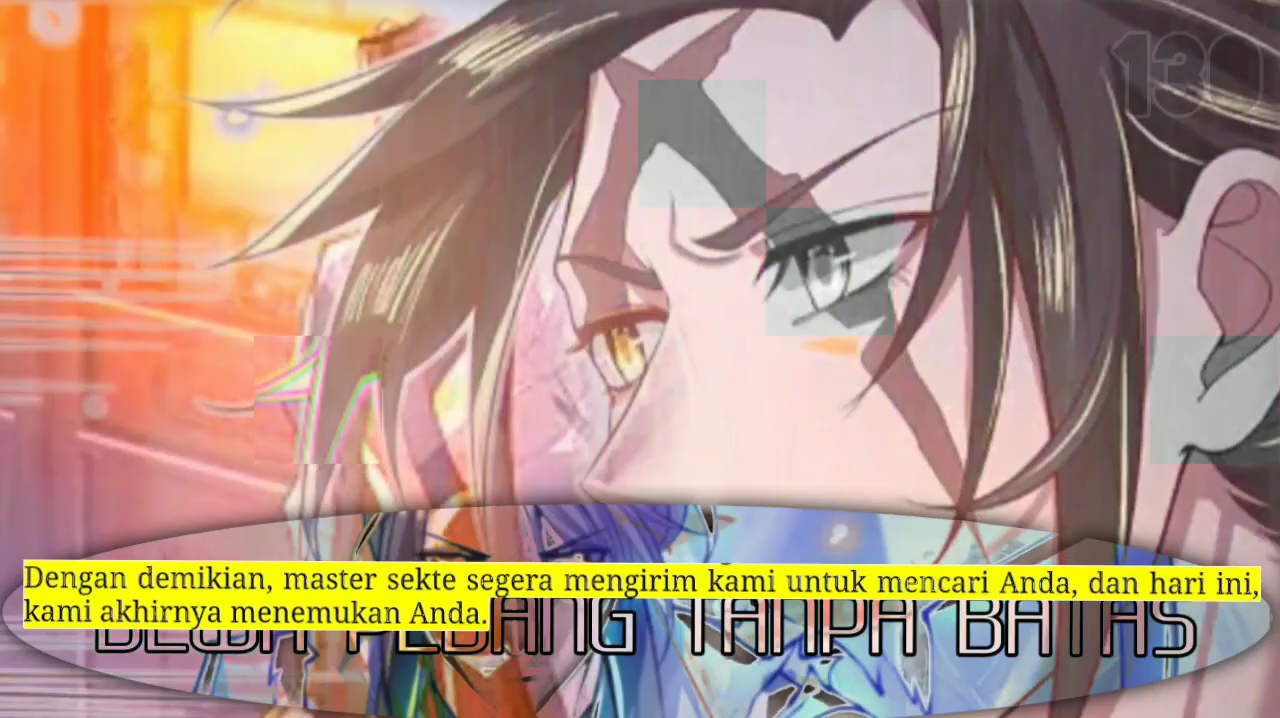 130
Dengan demikian, master sekte segera mengirim kami untuk mencari Anda, dan hari ini,
kami akhirnya menemukan Anda.
DEWA PEDANG TANPA BATAS